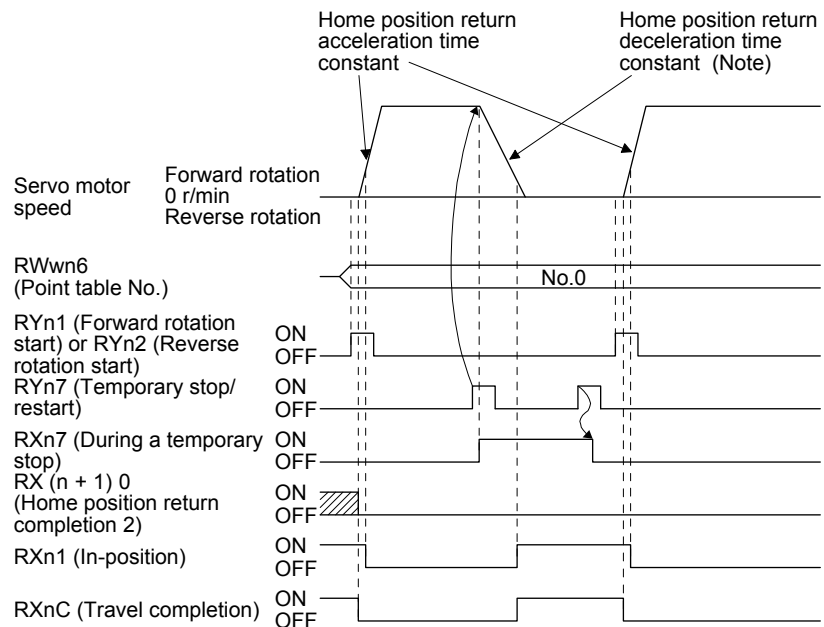 Home position return
acceleration time
constant
Home position return
deceleration time
constant (Note)
Servo motor
speed
Forward rotation
0 r/min
Reverse rotation
RWwn6
(Point table No.)
No.0
RYn1 (Forward rotation
start) or RYn2 (Reverse
rotation start)
ON
OFF
RYn7 (Temporary stop/
restart)
ON
OFF
RXn7 (During a temporary
stop)
ON
OFF
RX (n + 1) 0
(Home position return
completion 2)
ON
OFF
RXn1 (In-position)
ON
OFF
RXnC (Travel completion)
ON
OFF